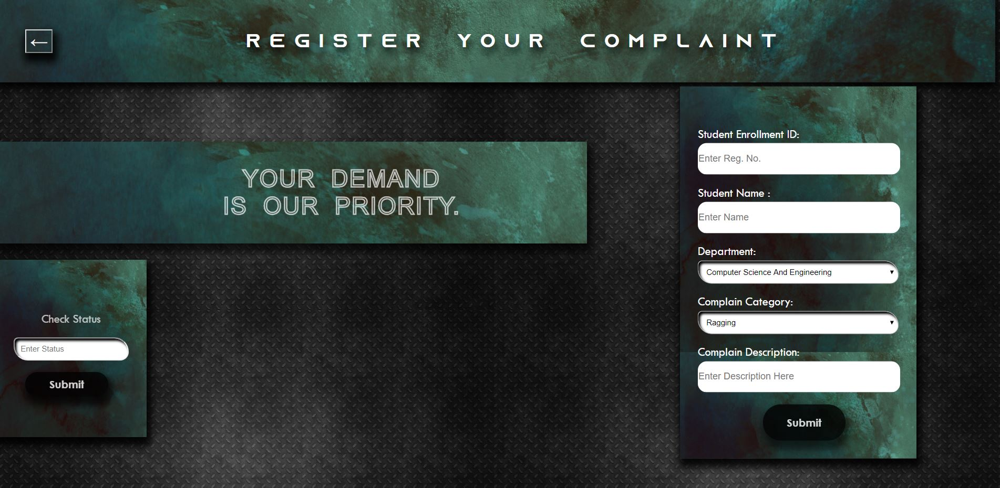 ←
REGISTER YOUR COMPLAINT
YOUR DEMAND
IS OUR PRIORITY.
Check Status
Enter Status
Submit
Student Enrollment ID:
Enter Reg. No.
Student Name :
Enter Name
Department:
Computer Science And Engineering
Complain Category:
Ragging
Complain Description:
Enter Description Here
Submit